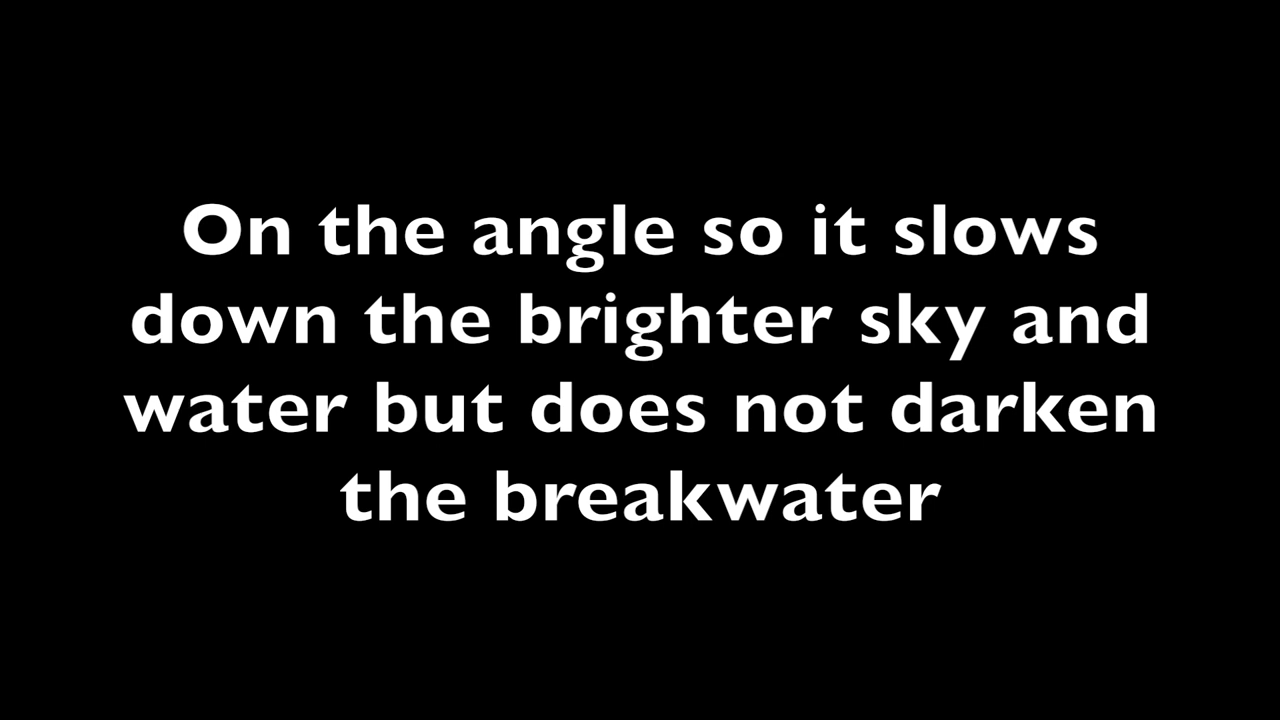 On the angle so it slows
down the brighter sky and
water but does not darken
the breakwater